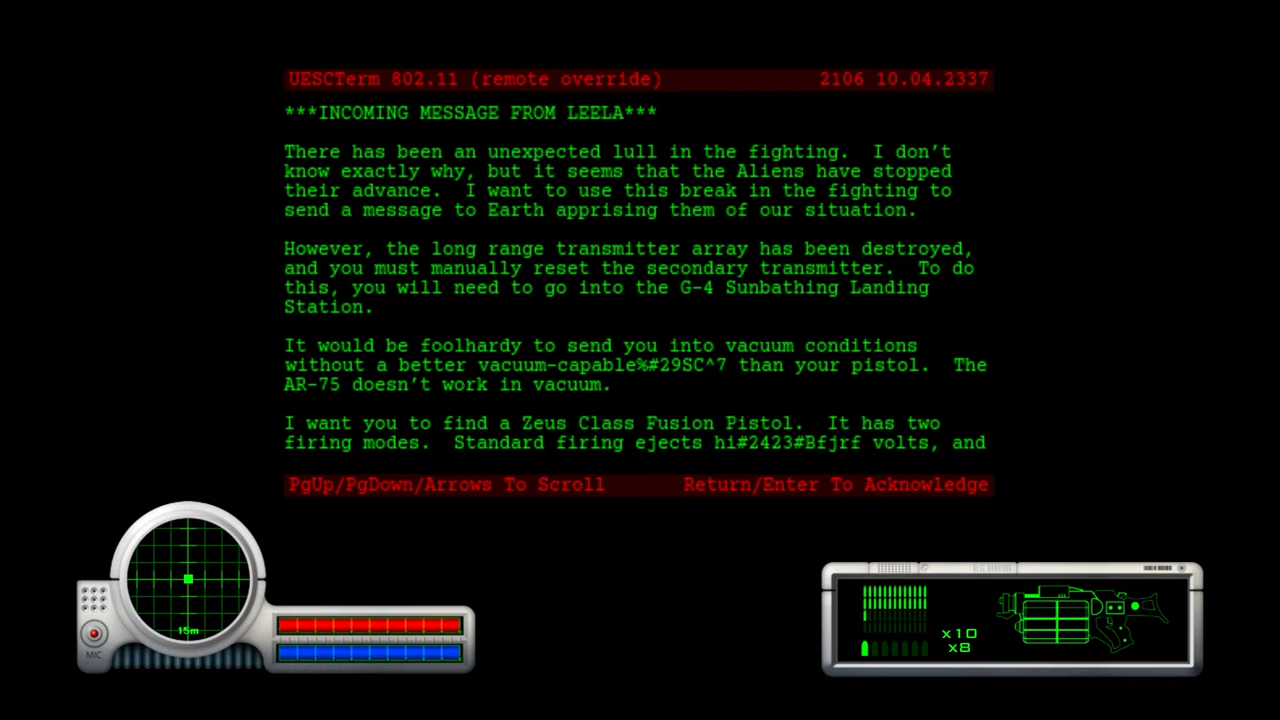 UESCTerm 802.11 (remote override) 2106 10.04.2337
***INCOMING MESSAGE FROM LEELA***
There has been an unexpected lull in the fighting.  I don't
know exactly why, but it seems that the Aliens have stopped
their advance.  I want to use this break in the fighting to
send a message to Earth apprising them of our situation.
However, the long range transmitter array has been destroyed,
and you must manually reset the secondary transmitter.  To do
this, you will need to go into the G-4 Sunbathing Landing
Station.
It would be foolhardy to send you into vacuum conditions
without a better vacuum-capable%#29SC^7 than your pistol.  The
AR-75 doesn't work in vacuum.
I want you to find a Zeus Class Fusion Pistol.  It has two
firing modes.  Standard firing ejects hi#2423#Bfjrf volts, and
PgUp/PgDown/Arrows To Scroll Return/Enter To Acknowledge
15m
MIC
x10
x8